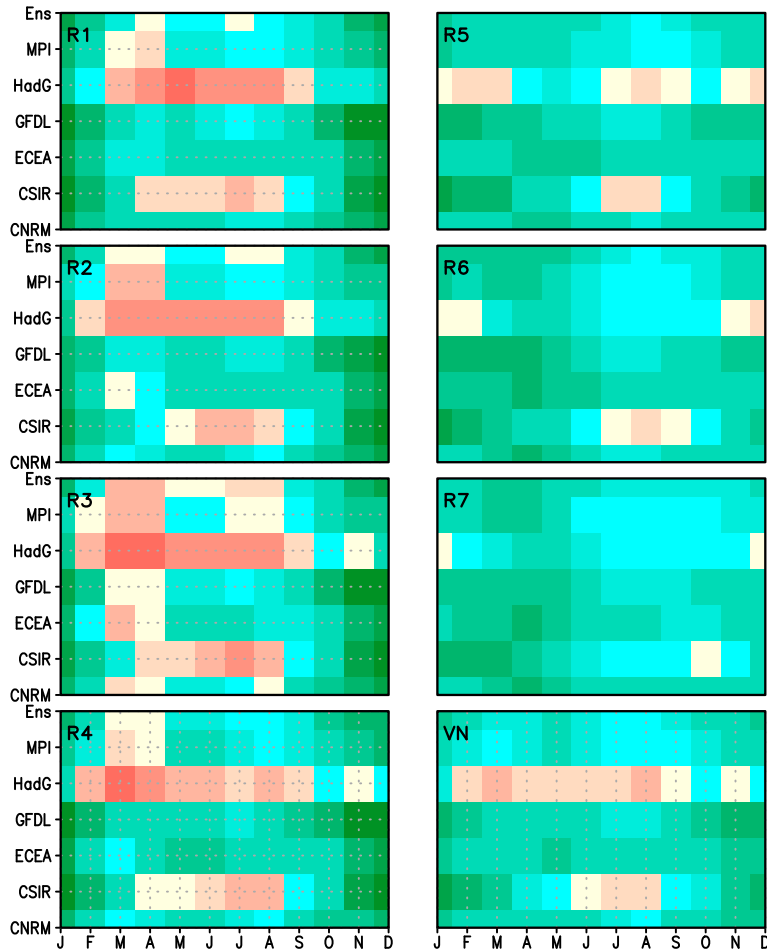 Ens
R1
R5
MPI
HadG
GFDL
ECEA
CSIR
CNRM
Ens
R2
R6
MPI
HadG
GFDL
ECEA
CSIR
CNRM
Ens
R3
R7
MPI
HadG
GFDL
ECEA
CSIR
CNRM
Ens
R4
VN
MPI
HadG
GFDL
ECEA
CSIR
CNRM
J F M A M J J A S O N D
J F M A M J J A S O N D